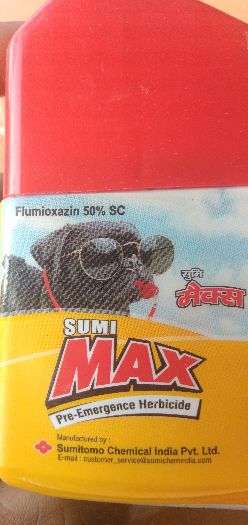 Flumioxazin 50% SC
सुमि
मैक्स
SUMI
MAX
Pre-Emergence Herbicide
Manufactured by
Sumitomo Chemical India Pvt. Ltd.
E-mail : customer_service@sumichemindia.com